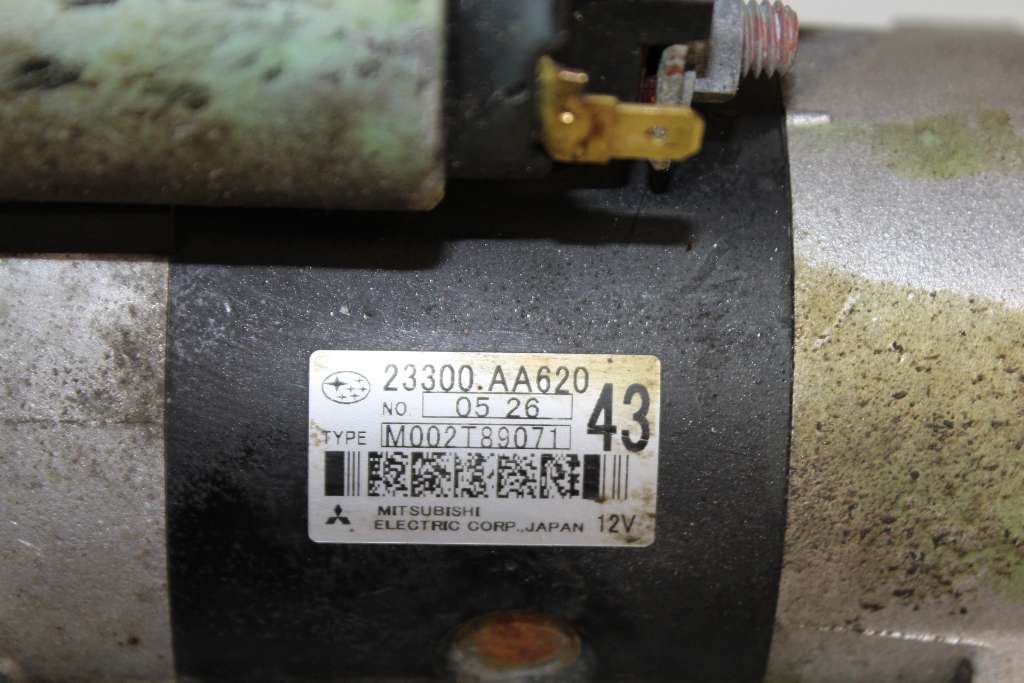 23300.AA620
NO. 05 26
43
TYPE M002T89071
MITSUBISHI
ELECTRIC CORP., JAPAN 12V